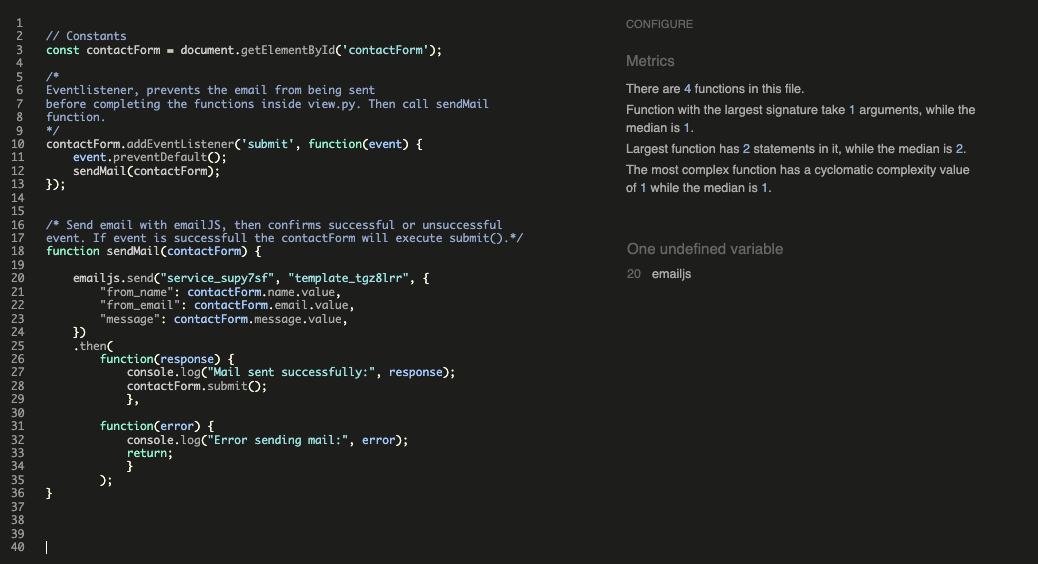 1
2 // Constants
3 const contactForm = document.getElementById('contactForm');
4
5 /*
6 Eventlistener, prevents the email from being sent
7 before completing the functions inside view.py. Then call sendMail
8 function.
9 */
10 contactForm.addEventListener('submit', function(event) {
11 event.preventDefault();
12 sendMail(contactForm);
13 });
14
15
16 /* Send email with emailJS, then confirms successful or unsuccessful
17 event. If event is successfull the contactForm will execute submit().*/
18 function sendMail(contactForm) {
19
20 emailjs.send("service_supy7sf", "template_tgz8lrr", {
21 "from_name": contactForm.name.value,
22 "from_email": contactForm.email.value,
23 "message": contactForm.message.value,
24 })
25 .then(
26 function(response) {
27 console.log("Mail sent successfully:", response);
28 contactForm.submit();
29 },
30
31 function(error) {
32 console.log("Error sending mail:", error);
33 return;
34 }
35 );
36 }
37
38
39
40
CONFIGURE
Metrics
There are 4 functions in this file.
Function with the largest signature take 1 arguments, while the
median is 1.
Largest function has 2 statements in it, while the median is 2.
The most complex function has a cyclomatic complexity value
of 1 while the median is 1.
One undefined variable
20 emailjs